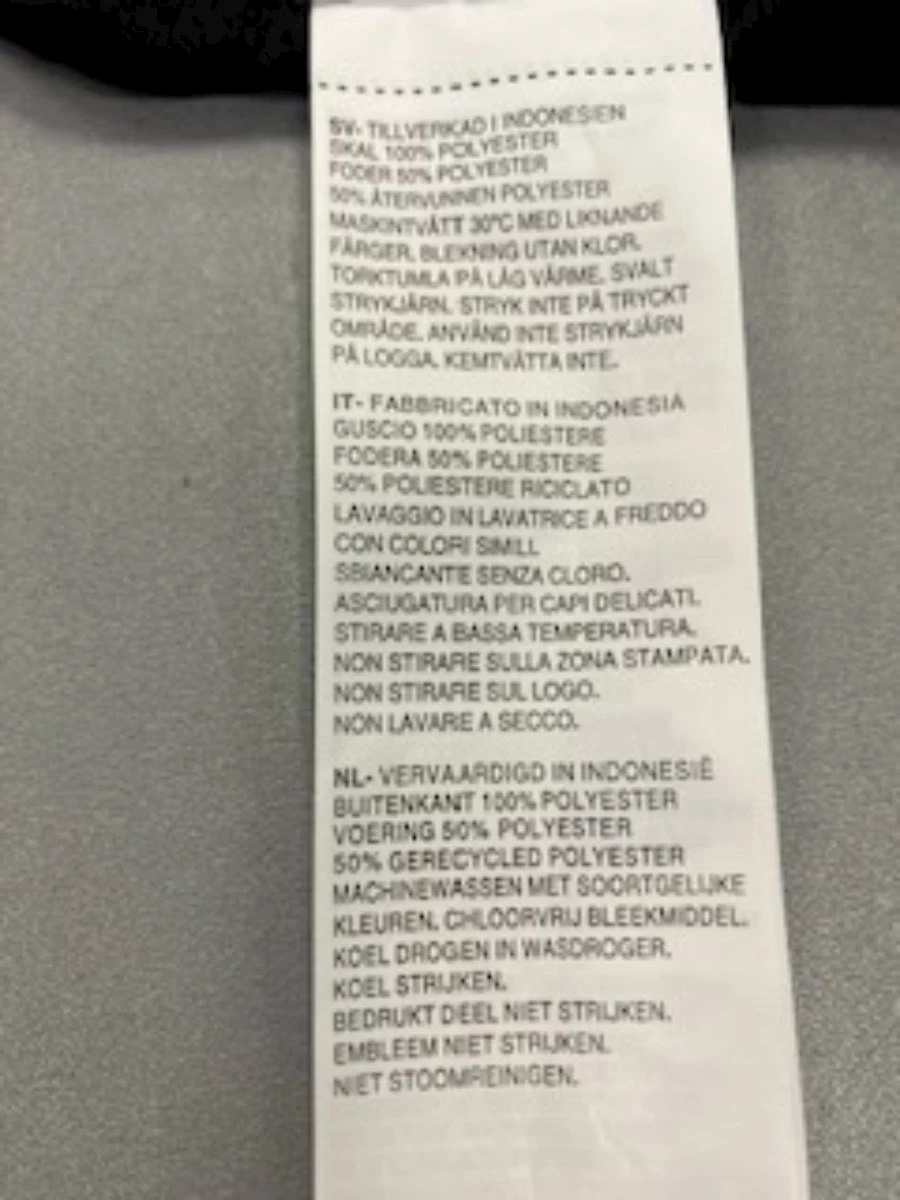 SV- TILLVERKAD I INDONESIEN
SKAL 100% POLYESTER
FODER 50% POLYESTER
50% ÅTERVUNNEN POLYESTER
MASKINTVÄTT 30°C MED LIKNANDE
FÄRGER. BLEKNING UTAN KLOR.
TORKTUMLA PÅ LÅG VÄRME. SVALT
STRYKJÄRN. STRYK INTE PÅ TRYCKT
OMRÅDE. ANVÄND INTE STRYKJÄRN
PÅ LOGGA. KEMTVÄTTA INTE.
IT- FABBRICATO IN INDONESIA
GUSCIO 100% POLIESTERE
FODERA 50% POLIESTERE
50% POLIESTERE RICICLATO
LAVAGGIO IN LAVATRICE A FREDDO
CON COLORI SIMILI.
SBIANCANTE SENZA CLORO.
ASCIUGATURA PER CAPI DELICATI.
STIRARE A BASSA TEMPERATURA.
NON STIRARE SULLA ZONA STAMPATA.
NON STIRARE SUL LOGO.
NON LAVARE A SECCO.
NL- VERVAARDIGD IN INDONESIË
BUITENKANT 100% POLYESTER
VOERING 50% POLYESTER
50% GERECYCLED POLYESTER
MACHINEWASSEN MET SOORTGELIJKE
KLEUREN. CHLOORVRIJ BLEEKMIDDEL.
KOEL DROGEN IN WASDROGER.
KOEL STRIJKEN.
BEDRUKT DEEL NIET STRIJKEN.
EMBLEEM NIET STRIJKEN.
NIET STOOMREINIGEN.